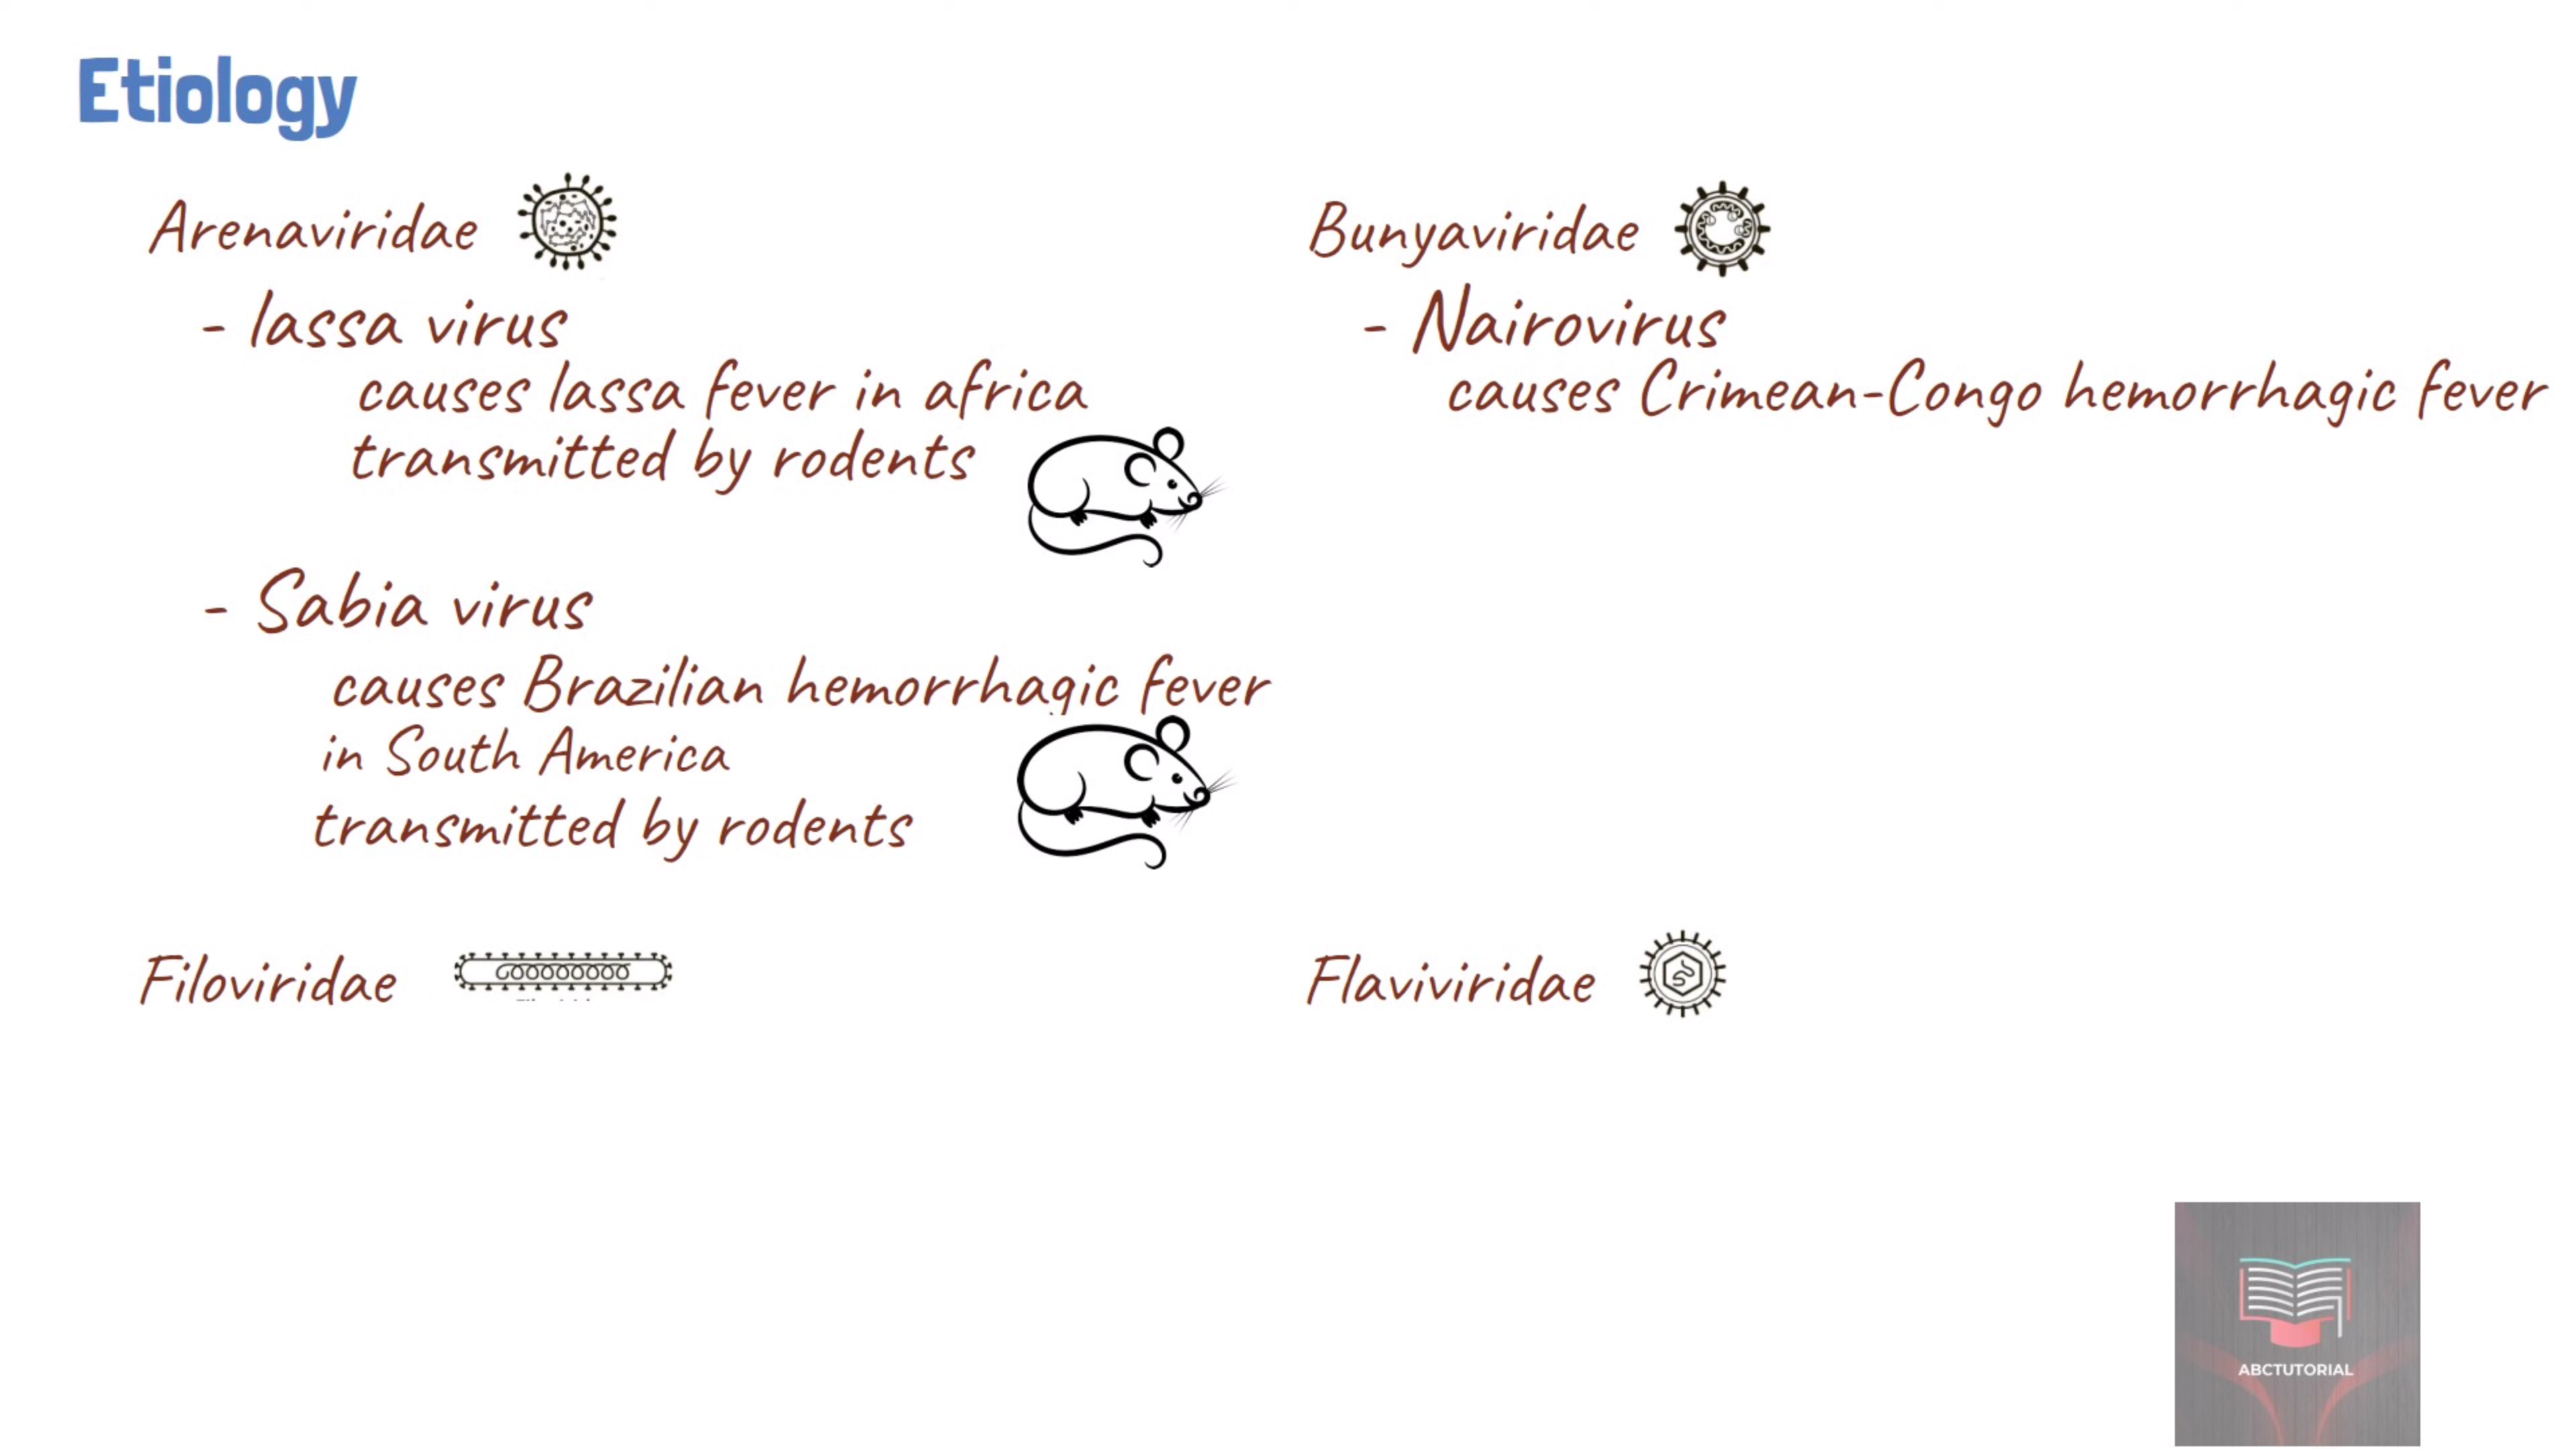 Etiology
Arenaviridae
- lassa virus
causes lassa fever in africa
transmitted by rodents
- Sabia virus
causes Brazilian hemorrhagic fever
in South America
transmitted by rodents
Bunyaviridae
- Nairovirus
causes Crimean-Congo hemorrhagic fever
Filoviridae
Flaviviridae
ABCTUTORIAL